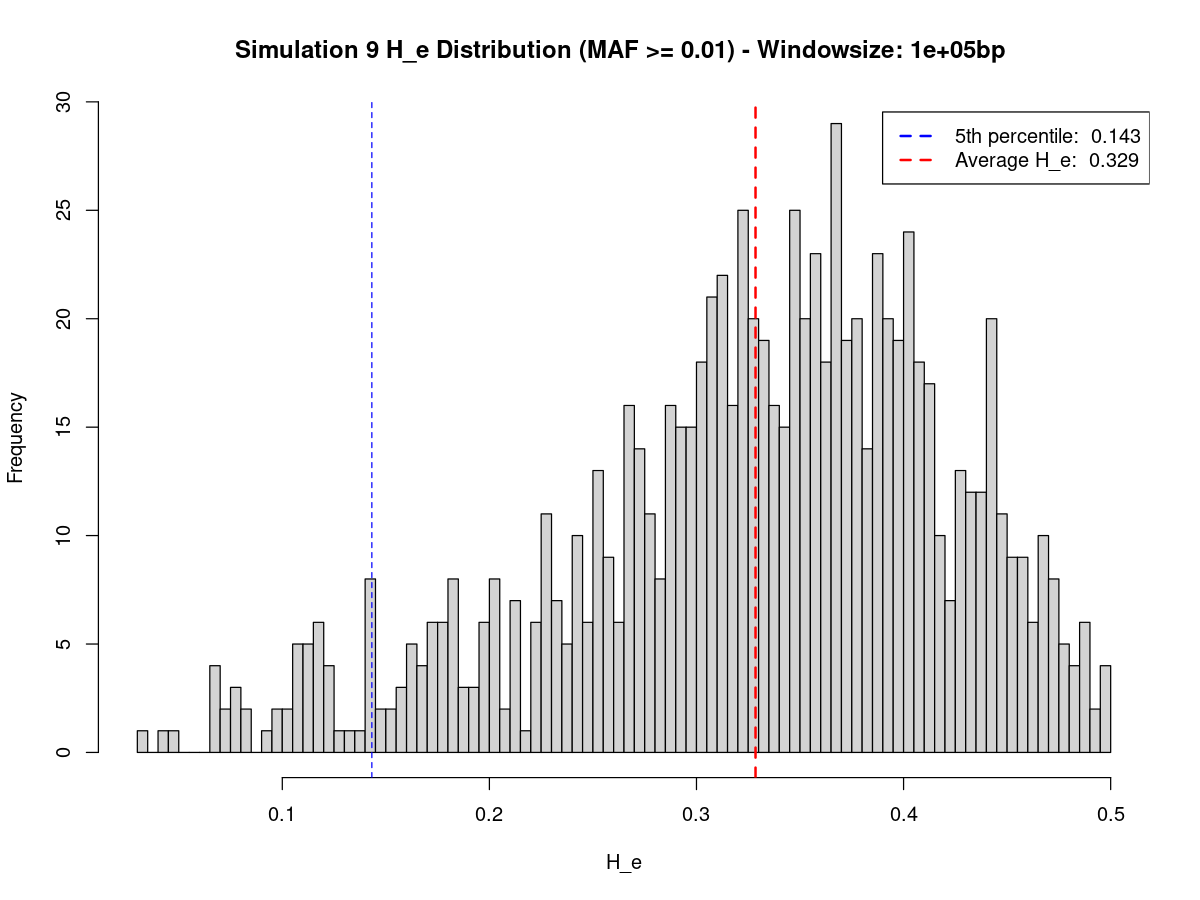 Simulation 9 H_e Distribution (MAF >= 0.01) - Windowsize: 1e+05bp
5th percentile: 0.143
Average H_e: 0.329
Frequency
30
25
20
15
10
5
0
0.1 0.2 0.3 0.4 0.5
H_e